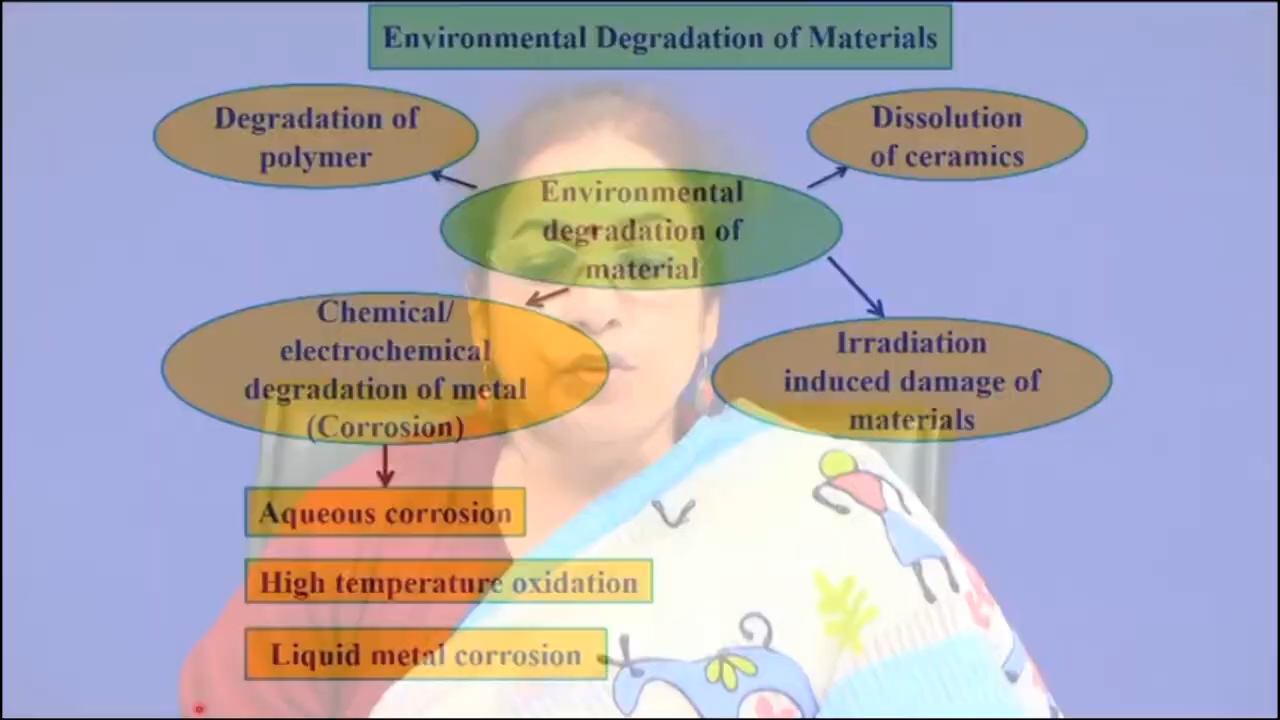 Environmental Degradation of Materials
Degradation of
polymer
Dissolution
of ceramics
Environmental
degradation of
material
Chemical/
electrochemical
degradation of metal
(Corrosion)
Irradiation
induced damage of
materials
Aqueous corrosion
High temperature oxidation
Liquid metal corrosion